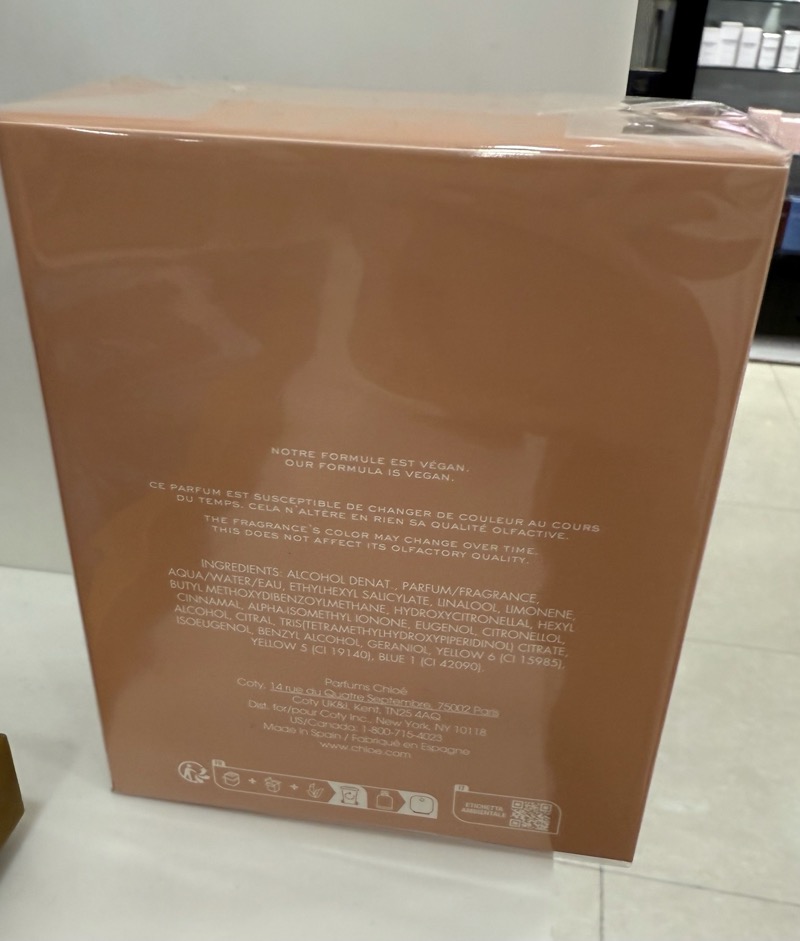 NOTRE FORMULE EST VÉGAN.
OUR FORMULA IS VEGAN.
CE PARFUM EST SUSCEPTIBLE DE CHANGER DE COULEUR AU COURS
DU TEMPS. CELA N'ALTÈRE EN RIEN SA QUALITÉ OLFACTIVE.
THE FRAGRANCE'S COLOR MAY CHANGE OVER TIME.
THIS DOES NOT AFFECT ITS OLFACTORY QUALITY.
INGREDIENTS: ALCOHOL DENAT., PARFUM/FRAGRANCE,
AQUA/WATER/EAU, ETHYLHEXYL SALICYLATE, LINALOOL, LIMONENE,
BUTYL METHOXYDIBENZOYLMETHANE, HYDROXYCITRONELLAL, HEXYL
CINNAMAL, ALPHA-ISOMETHYL IONONE, EUGENOL, CITRONELLOL,
ALCOHOL, CITRAL, TRIS(TETRAMETHYLHYDROXYPIPERIDINOL) CITRATE,
ISOEUGENOL, BENZYL ALCOHOL, GERANIOL, YELLOW 6 (CI 15985),
YELLOW 5 (CI 19140), BLUE 1 (CI 42090).
Parfums Chloé
Coty, 14 rue du Quatre Septembre, 75002 Paris
Coty UK&I, Kent, TN25 4AQ
Dist. for/pour Coty Inc., New York, NY 10118
US/Canada: 1-800-715-4023
Made in Spain / Fabriqué en Espagne
www.chloe.com
FR
IT
ETICHETTA
AMBIENTALE